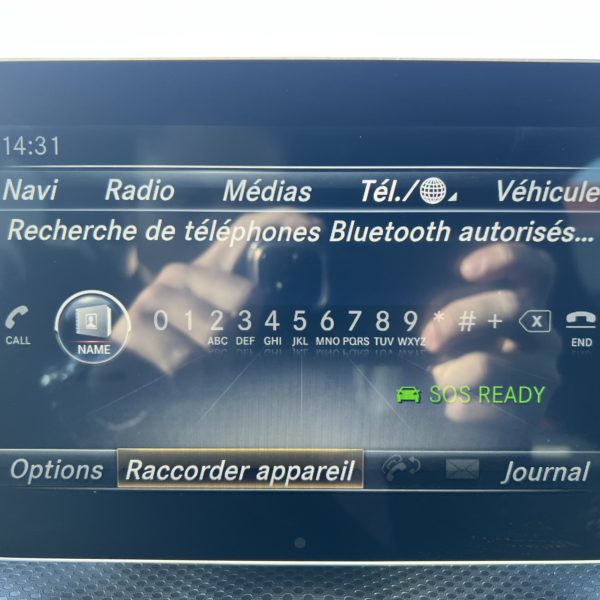 14:31
Navi Radio Médias Tél./ Véhicule
Recherche de téléphones Bluetooth autorisés...
CALL NAME 0 1 2 3 4 5 6 7 8 9 * # + X END
ABC DEF GHI JKL MNO PQRS TUV WXYZ
SOS READY
Options Raccorder appareil Journal